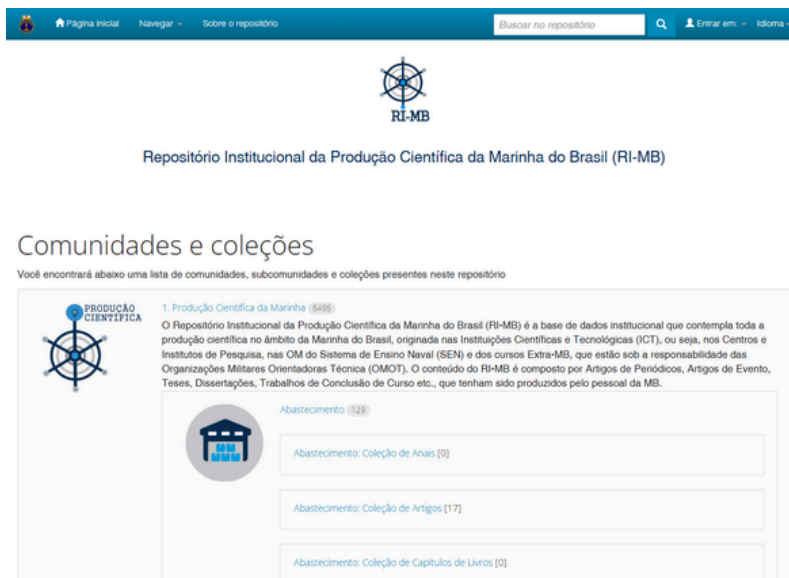 Página Inicial Navegar Sobre o repositório Buscar no repositório Entrar em: Idioma
RI-MB
Repositório Institucional da Produção Científica da Marinha do Brasil (RI-MB)
Comunidades e coleções
Você encontrará abaixo uma lista de comunidades, subcomunidades e coleções presentes neste repositório
PRODUÇÃO
CIENTÍFICA
1. Produção Científica da Marinha 6495
O Repositório Institucional da Produção Científica da Marinha do Brasil (RI-MB) é a base de dados institucional que contempla toda a
produção científica no âmbito da Marinha do Brasil, originada nas Instituições Científicas e Tecnológicas (ICT), ou seja, nos Centros e
Institutos de Pesquisa, nas OM do Sistema de Ensino Naval (SEN) e dos cursos Extra-MB, que estão sob a responsabilidade das
Organizações Militares Orientadoras Técnica (OMOT). O conteúdo do RI-MB é composto por Artigos de Periódicos, Artigos de Evento,
Teses, Dissertações, Trabalhos de Conclusão de Curso etc., que tenham sido produzidos pelo pessoal da MB.
Abastecimento 129
Abastecimento: Coleção de Anais [0]
Abastecimento: Coleção de Artigos [17]
Abastecimento: Coleção de Capítulos de Livros [0]